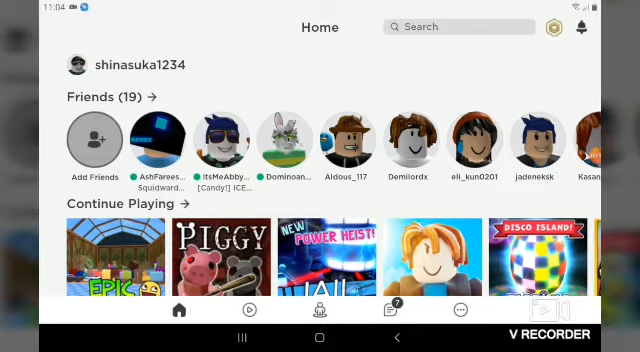 11:04
Home
Search
shinasuka1234
Friends (19) →
Add Friends
AshFarees...
Squidward...
ItsMeAbby...
[Candy!] ICE...
Dominoan...
Aldous_117
Demilordx
eli_kun0201
jadeneksk
Kasan
Continue Playing →
EPIC
PIGGY
NEW POWER HEIST!
JAIL
DISCO ISLAND!
7
V RECORDER